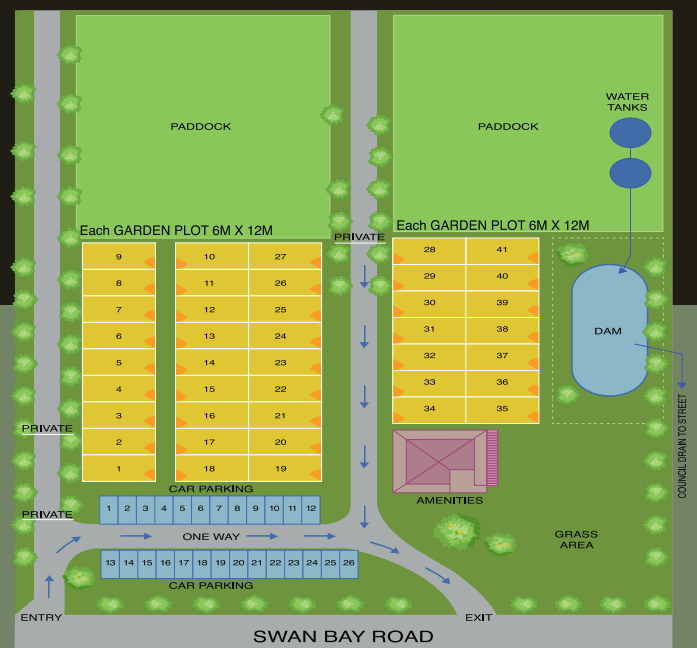 WATER
TANKS
PADDOCK
PADDOCK
Each GARDEN PLOT 6M X 12M
Each GARDEN PLOT 6M X 12M
PRIVATE
9 10 27
8 11 26
7 12 25
6 13 24
5 14 23
4 15 22
3 16 21
2 17 20
1 18 19
28 41
29 40
30 39
31 38
32 37
33 36
34 35
DAM
COUNCIL DRAIN TO STREET
PRIVATE
AMENITIES
PRIVATE
CAR PARKING
1 2 3 4 5 6 7 8 9 10 11 12
ONE WAY
GRASS
AREA
13 14 15 16 17 18 19 20 21 22 23 24 25 26
CAR PARKING
ENTRY
EXIT
SWAN BAY ROAD